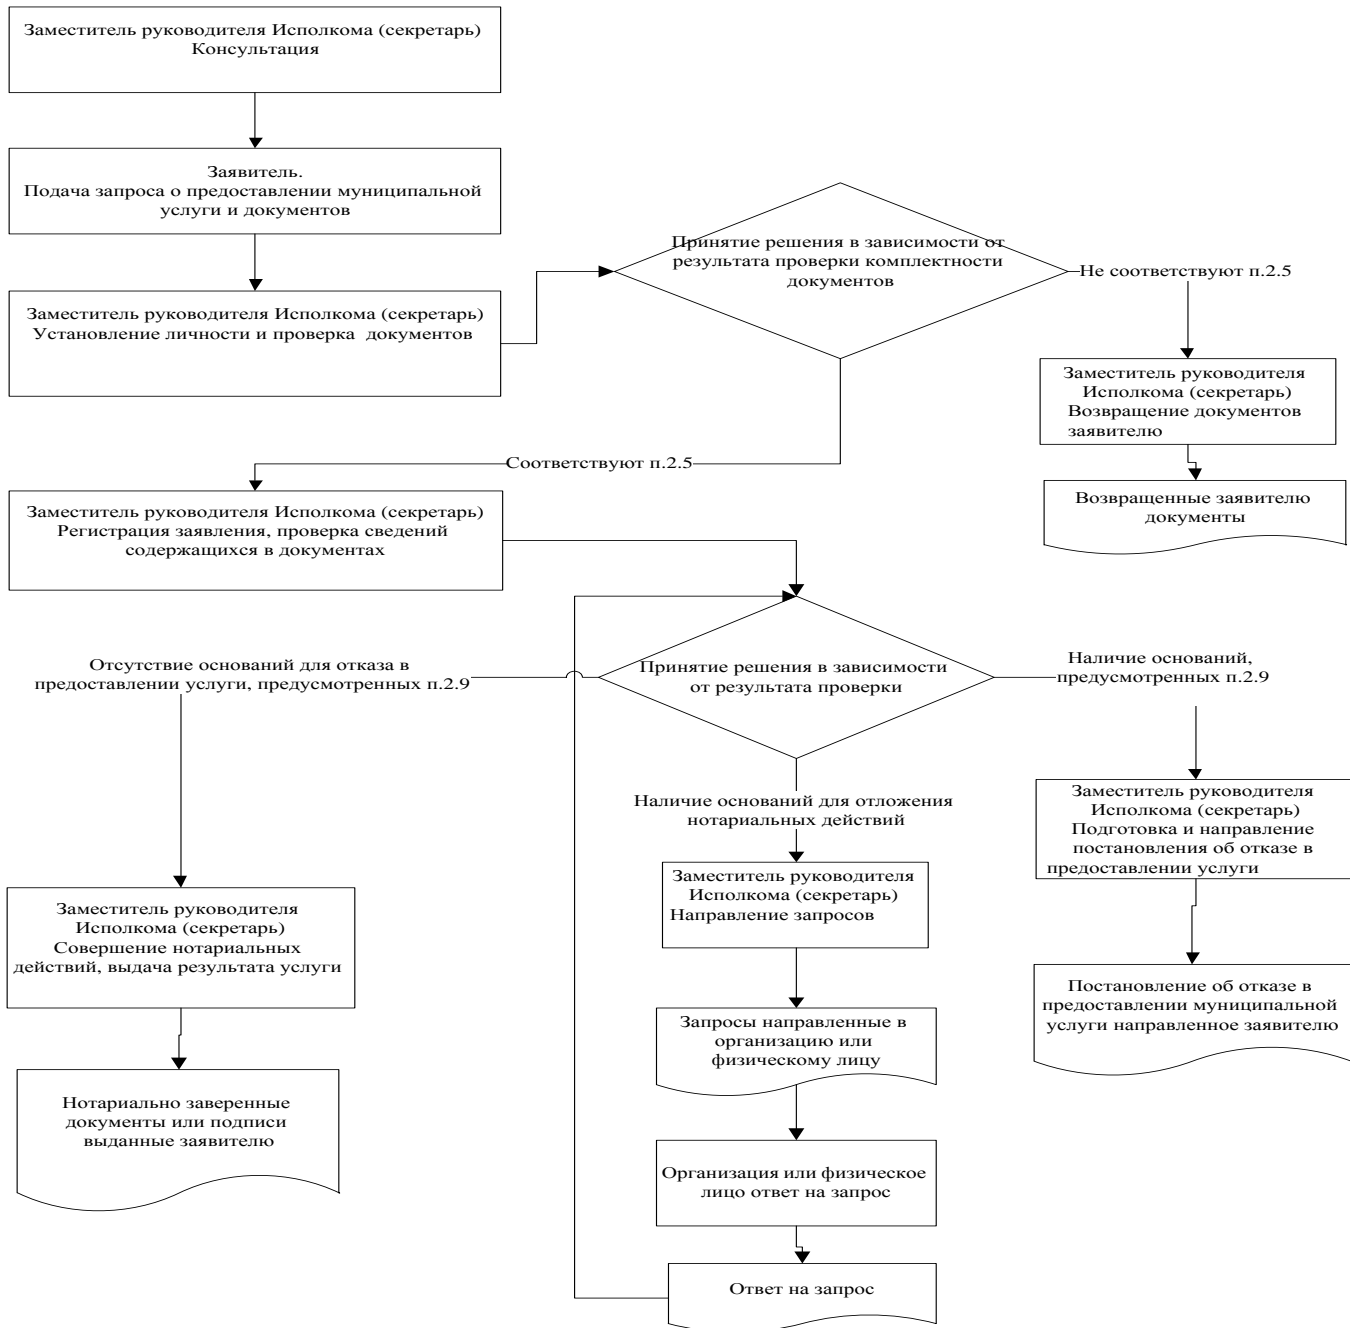 Заместитель руководителя Исполкома (секретарь)
Консультация
Заявитель.
Подача запроса о предоставлении муниципальной
услуги и документов
Заместитель руководителя Исполкома (секретарь)
Установление личности и проверка документов
Принятие решения в зависимости от
результата проверки комплектности
документов
Не соответствуют п.2.5
Заместитель руководителя
Исполкома (секретарь)
Возвращение документов
заявителю
Возвращенные заявителю
документы
Соответствуют п.2.5
Заместитель руководителя Исполкома (секретарь)
Регистрация заявления, проверка сведений
содержащихся в документах
Принятие решения в зависимости
от результата проверки
Отсутствие оснований для отказа в
предоставлении услуги, предусмотренных п.2.9
Наличие оснований,
предусмотренных п.2.9
Наличие оснований для отложения
нотариальных действий
Заместитель руководителя
Исполкома (секретарь)
Совершение нотариальных
действий, выдача результата услуги
Нотариально заверенные
документы или подписи
выданные заявителю
Заместитель руководителя
Исполкома (секретарь)
Направление запросов
Запросы направленные в
организацию или
физическому лицу
Организация или физическое
лицо ответ на запрос
Ответ на запрос
Заместитель руководителя
Исполкома (секретарь)
Подготовка и направление
постановления об отказе в
предоставлении услуги
Постановление об отказе в
предоставлении муниципальной
услуги направленное заявителю